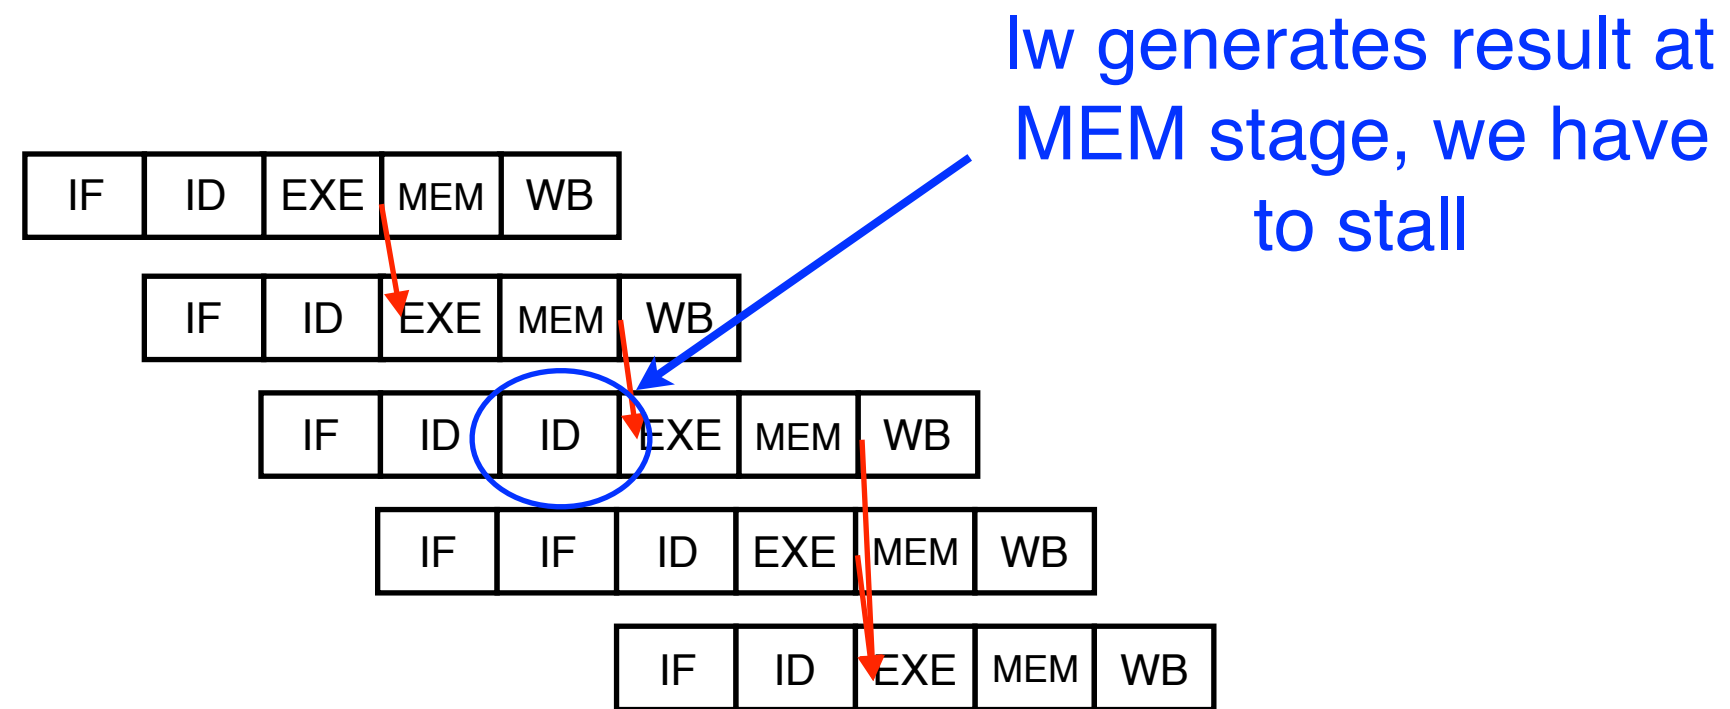 lw generates result at
MEM stage, we have
to stall
IF ID EXE MEM WB
IF ID EXE MEM WB
IF ID ID EXE MEM WB
IF IF ID EXE MEM WB
IF ID EXE MEM WB